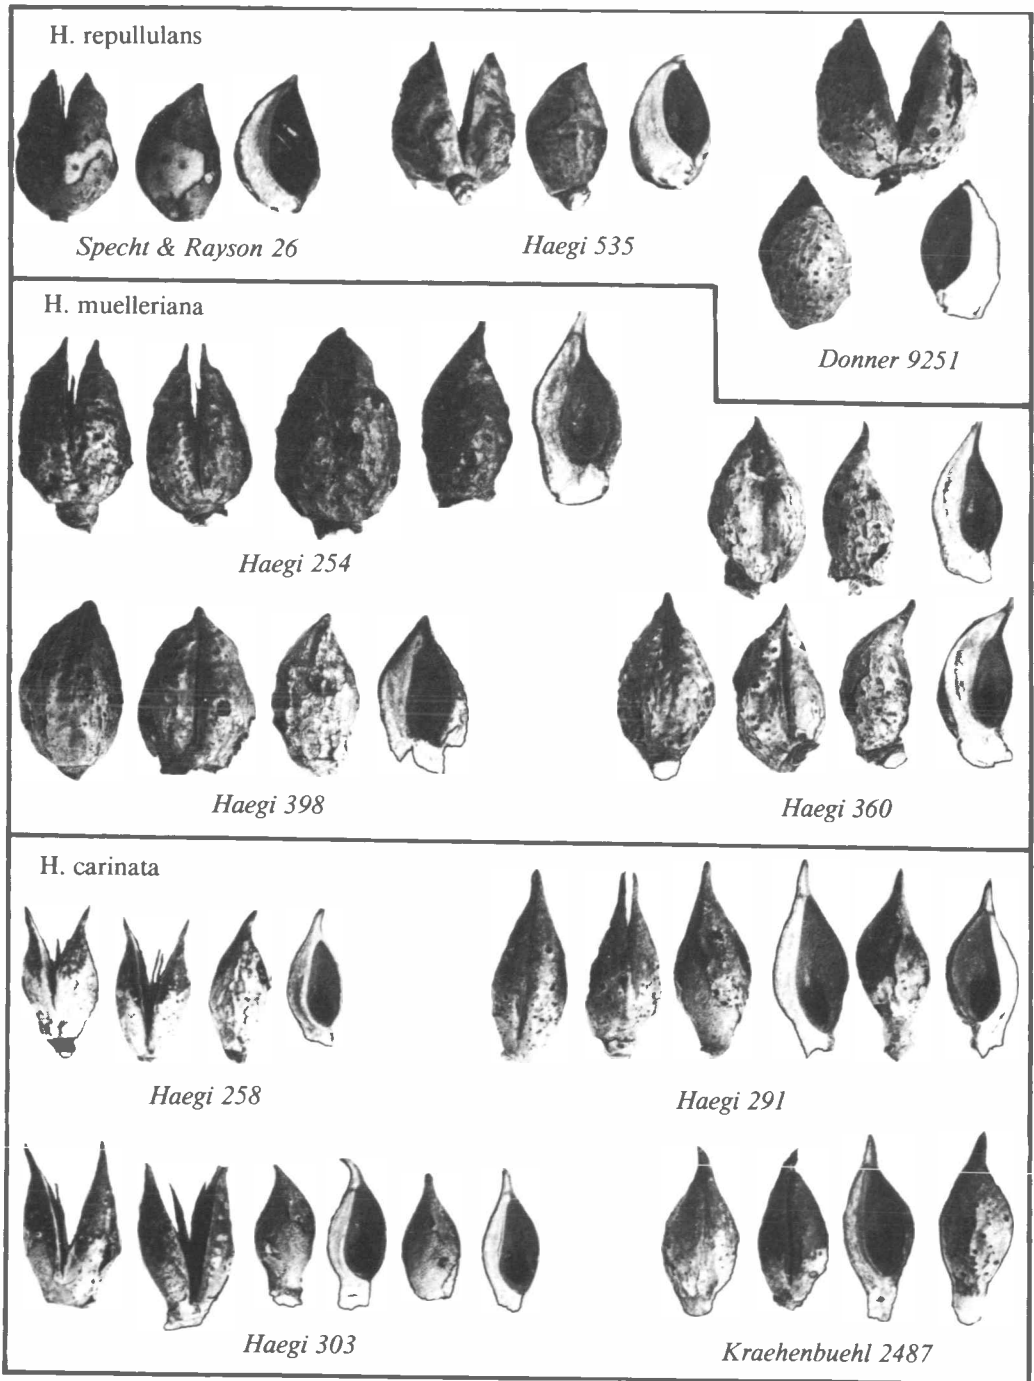 H. repullulans
Specht & Rayson 26
Haegi 535
Donner 9251
H. muelleriana
Haegi 254
Haegi 398
Haegi 360
H. carinata
Haegi 258
Haegi 291
Haegi 303
Kraehenbuehl 2487